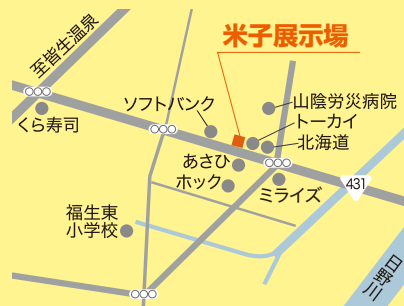 米子展示場
至皆生温泉
ソフトバンク
山陰労災病院
トーカイ
北海道
くら寿司
あさひ
ホック
ミライズ
431
福生東
小学校
日野川